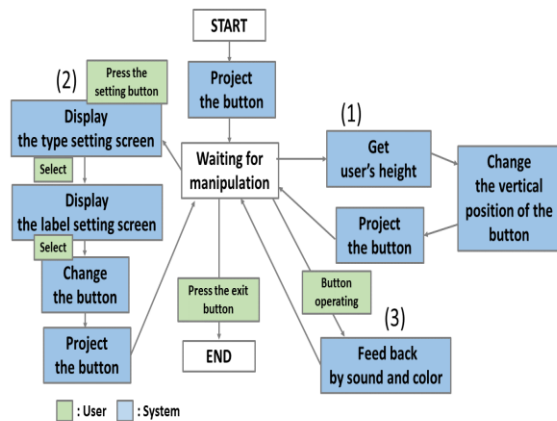 START
(2)
Press the
setting button
Project
the button
Display
the type setting screen
Select
(1)
Get
user's height
Waiting for
manipulation
Change
the vertical
position of the
button
Display
the label setting screen
Select
Project
the button
Change
the button
Press the exit
button
Button
operating
(3)
Project
the button
END
Feed back
by sound and color
: User
: System